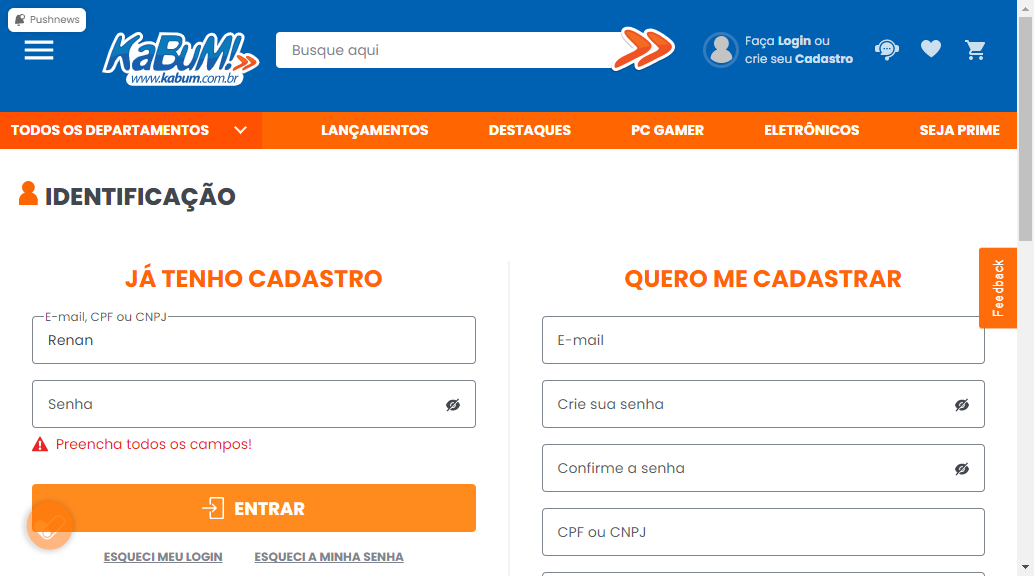 Pushnews
KaBuM!
www.kabum.com.br
Busque aqui
Faça Login ou
crie seu Cadastro
TODOS OS DEPARTAMENTOS
LANÇAMENTOS
DESTAQUES
PC GAMER
ELETRÔNICOS
SEJA PRIME
IDENTIFICAÇÃO
JÁ TENHO CADASTRO
E-mail, CPF ou CNPJ
Renan
Senha
Preencha todos os campos!
ENTRAR
ESQUECI MEU LOGIN
ESQUECI A MINHA SENHA
QUERO ME CADASTRAR
E-mail
Crie sua senha
Confirme a senha
CPF ou CNPJ
Feedback